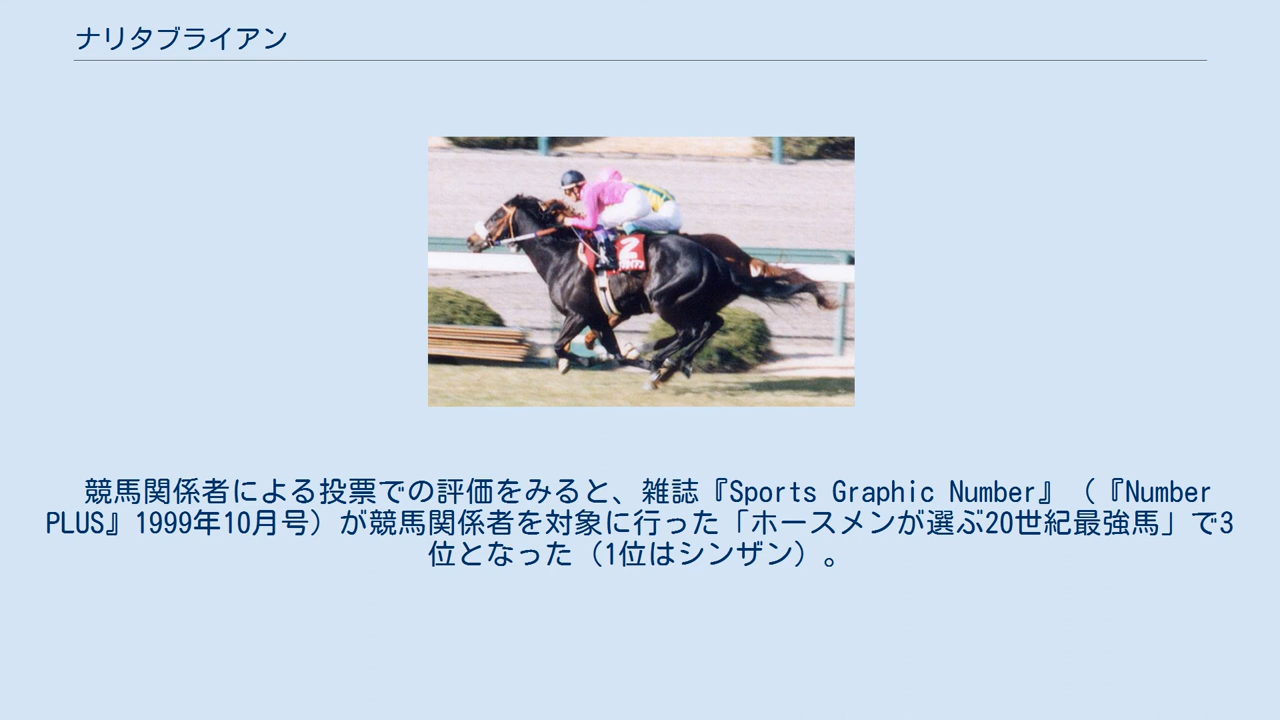 ナリタブライアン
2
競馬関係者による投票での評価をみると、雑誌『Sports Graphic Number』（『Number
PLUS』1999年10月号）が競馬関係者を対象に行った「ホースメンが選ぶ20世紀最強馬」で3
位となった（1位はシンザン）。